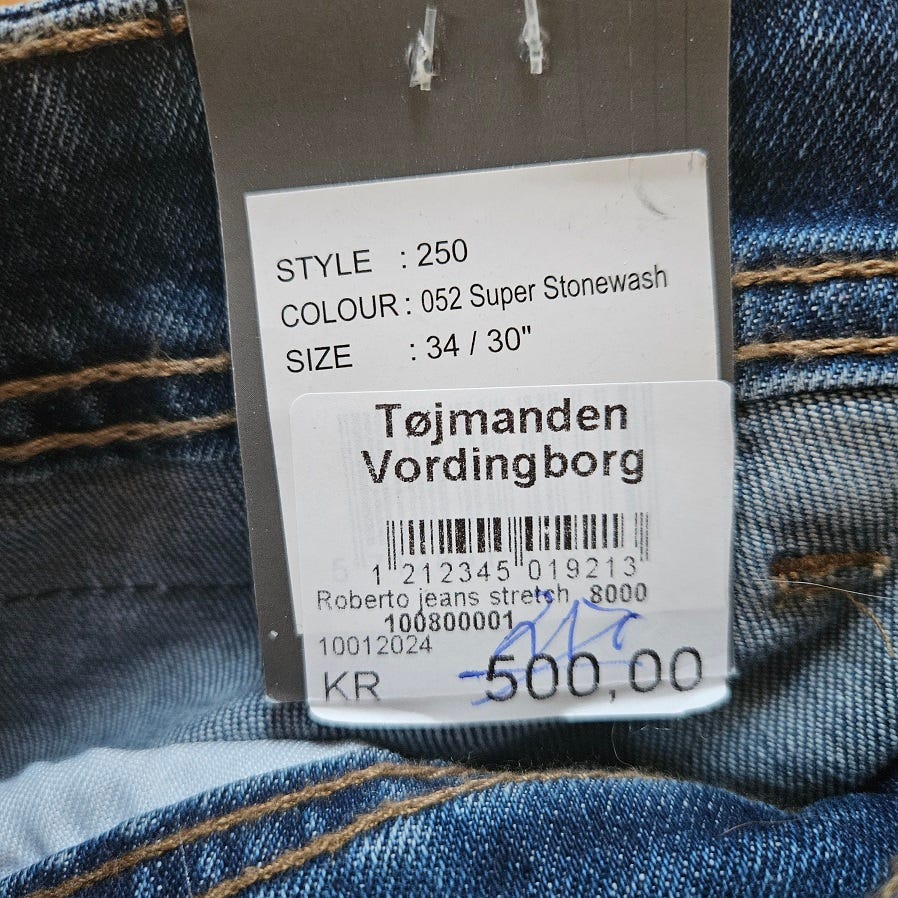 STYLE : 250
COLOUR : 052 Super Stonewash
SIZE : 34 / 30"
Tøjmanden
Vordingborg
1 212345 019213
Roberto jeans stretch 8000
100800001
10012024
KR 500,00